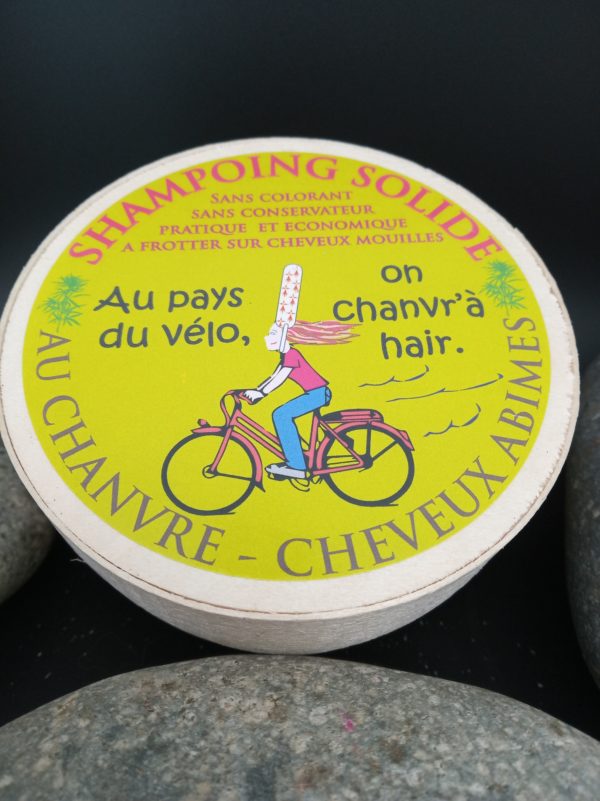 SHAMPOING SOLIDE
SANS COLORANT
SANS CONSERVATEUR
PRATIQUE ET ECONOMIQUE
A FROTTER SUR CHEVEUX MOUILLES
Au pays
du vélo,
on
chanvr'à
hair.
AU CHANVRE - CHEVEUX ABIMES